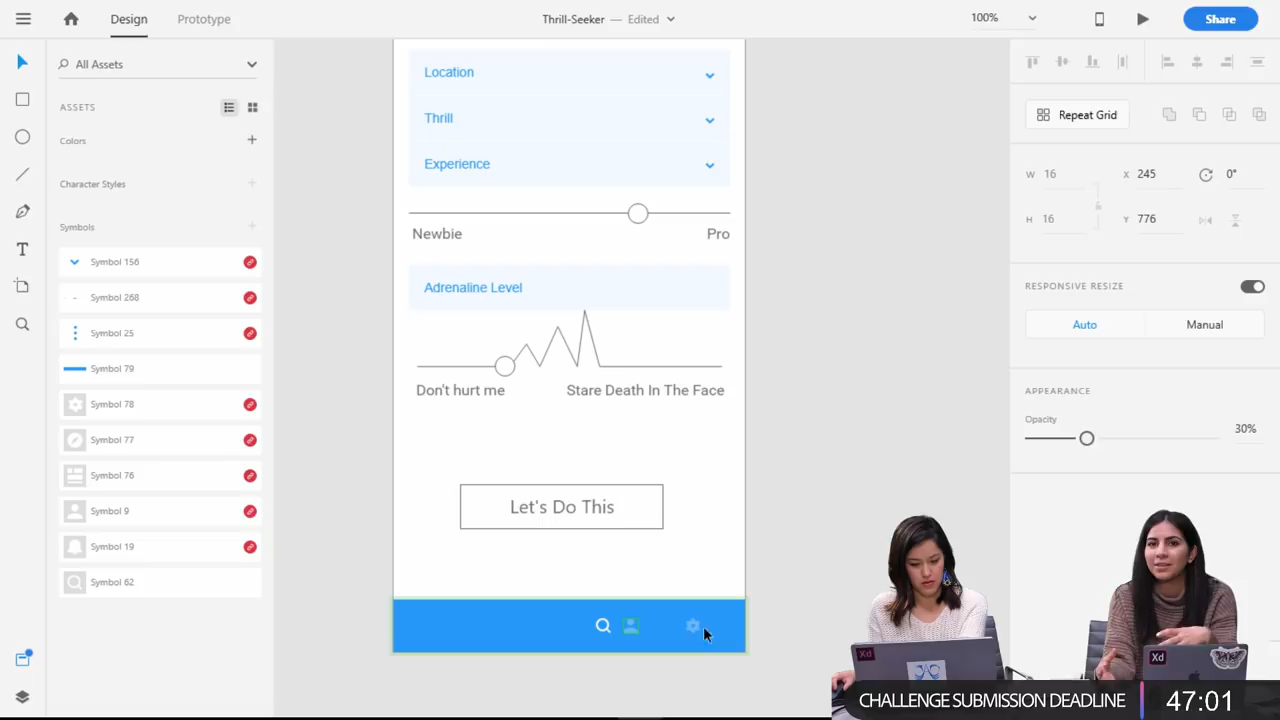 Design
Prototype
Thrill-Seeker — Edited
100%
Share
All Assets
ASSETS
Colors
Character Styles
Symbols
Symbol 156
Symbol 268
Symbol 25
Symbol 79
Symbol 78
Symbol 77
Symbol 76
Symbol 9
Symbol 19
Symbol 62
Location
Thrill
Experience
Newbie
Pro
Adrenaline Level
Don't hurt me
Stare Death In The Face
Let's Do This
Repeat Grid
W 16
X 245
0°
H 16
Y 776
RESPONSIVE RESIZE
Auto
Manual
APPEARANCE
Opacity
30%
Xd
Xd
CHALLENGE SUBMISSION DEADLINE
47:01